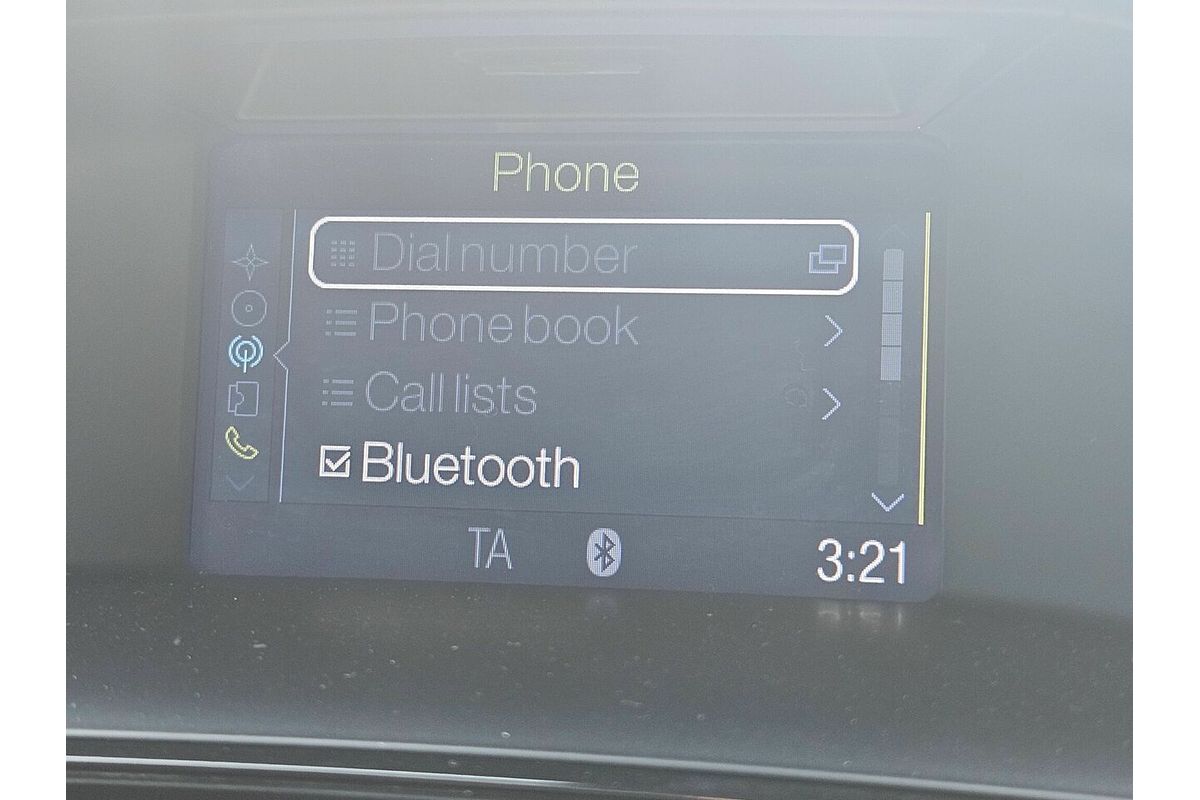 Phone
Dial number
Phone book
Call lists
Bluetooth
TA 3:21